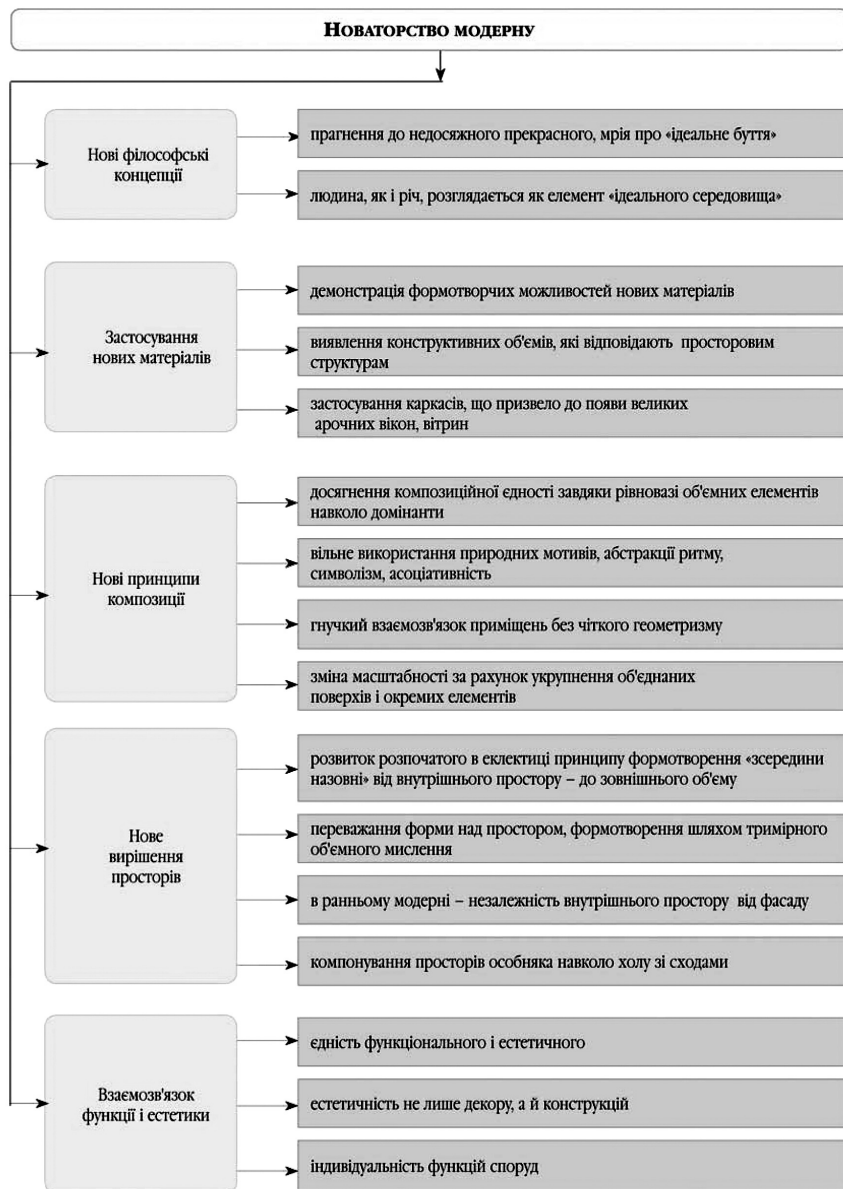 НОВАТОРСТВО МОДЕРНУ
Нові філософські
концепції
прагнення до недосяжного прекрасного, мрія про «ідеальне буття»
людина, як і річ, розглядається як елемент «ідеального середовища»
Застосування
нових матеріалів
демонстрація формотворчих можливостей нових матеріалів
виявлення конструктивних об'ємів, які відповідають просторовим
структурам
застосування каркасів, що призвело до появи великих
арочних вікон, вітрин
Нові принципи
композиції
досягнення композиційної єдності завдяки рівновазі об'ємних елементів
навколо домінанти
вільне використання природних мотивів, абстракції ритму,
символізм, асоціативність
гнучкий взаємозв'язок приміщень без чіткого геометризму
зміна масштабності за рахунок укрупнення об'єднаних
поверхів і окремих елементів
Нове
вирішення
просторів
розвиток розпочатого в еклектиці принципу формотворення «зсередини
назовні» від внутрішнього простору – до зовнішнього об'єму
переважання форми над простором, формотворення шляхом тримірного
об'ємного мислення
в ранньому модерні – незалежність внутрішнього простору від фасаду
компонування просторів особняка навколо холу зі сходами
Взаємозв'язок
функції і естетики
єдність функціонального і естетичного
естетичність не лише декору, а й конструкцій
індивідуальність функцій споруд